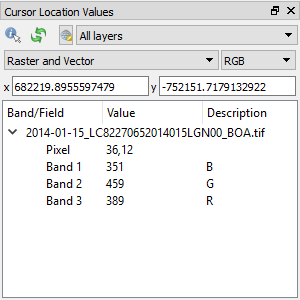 Cursor Location Values
All layers
Raster and Vector RGB
x 682219.8955597479 y -752151.7179132922
Band/Field Value Description
2014-01-15_LC82270652014015LGN00_BOA.tif
Pixel 36,12
Band 1 351 B
Band 2 459 G
Band 3 389 R